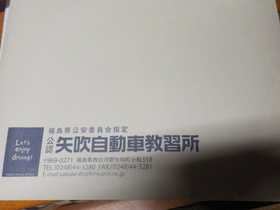 福島県公安委員会指定
公認 矢吹自動車教習所
Let's
enjoy
driving!
〒969-0271 福島県西白河郡矢吹町小松358
TEL.(0248)44-3280 FAX.(0248)44-3281